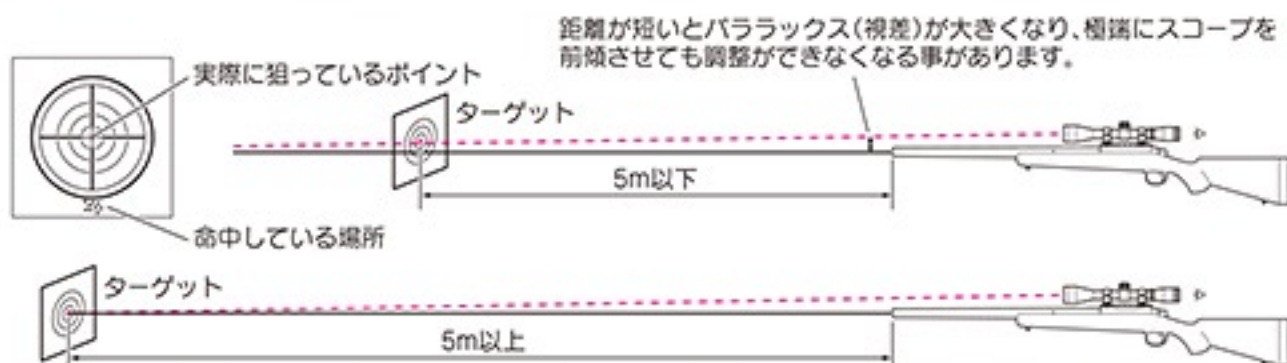 距離が短いとパララックス(視差)が大きくなり、極端にスコープを
前傾させても調整ができなくなる事があります。
実際に狙っているポイント
ターゲット
5m以下
命中している場所
ターゲット
5m以上